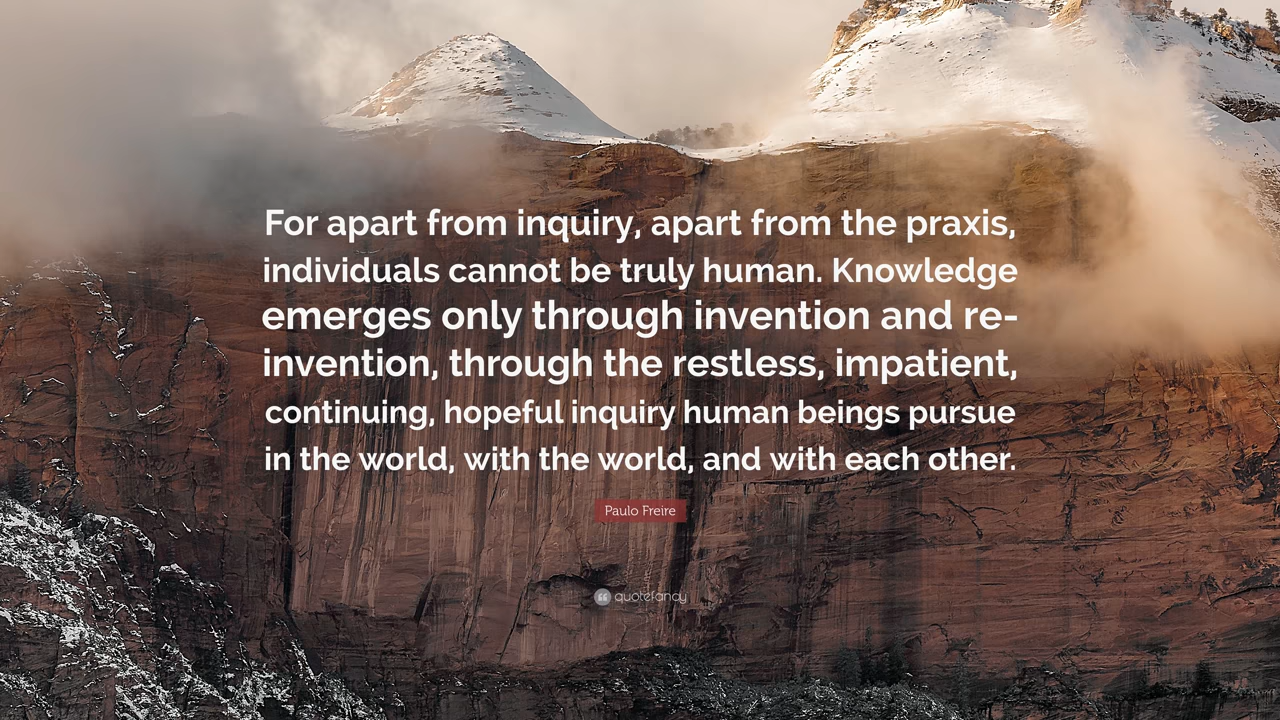 For apart from inquiry, apart from the praxis,
individuals cannot be truly human. Knowledge
emerges only through invention and re-
invention, through the restless, impatient,
continuing, hopeful inquiry human beings pursue
in the world, with the world, and with each other.
Paulo Freire
quotefancy